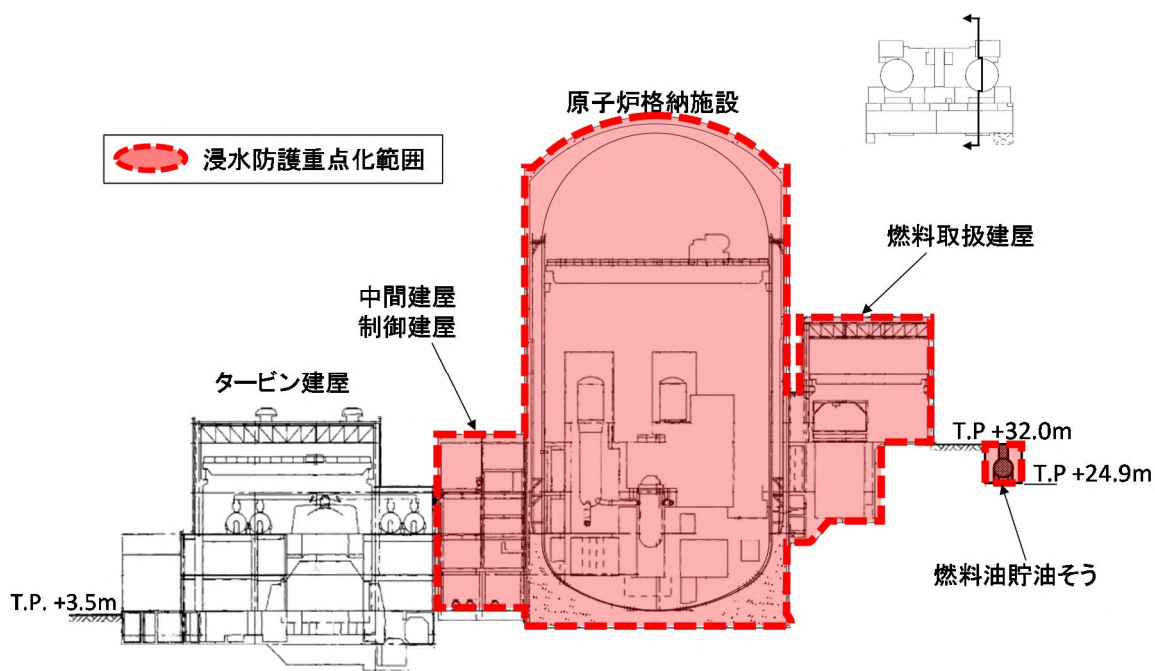 原子炉格納施設
浸水防護重点化範囲
燃料取扱建屋
中間建屋
制御建屋
タービン建屋
T.P +32.0m
T.P +24.9m
燃料油貯油そう
T.P. +3.5m